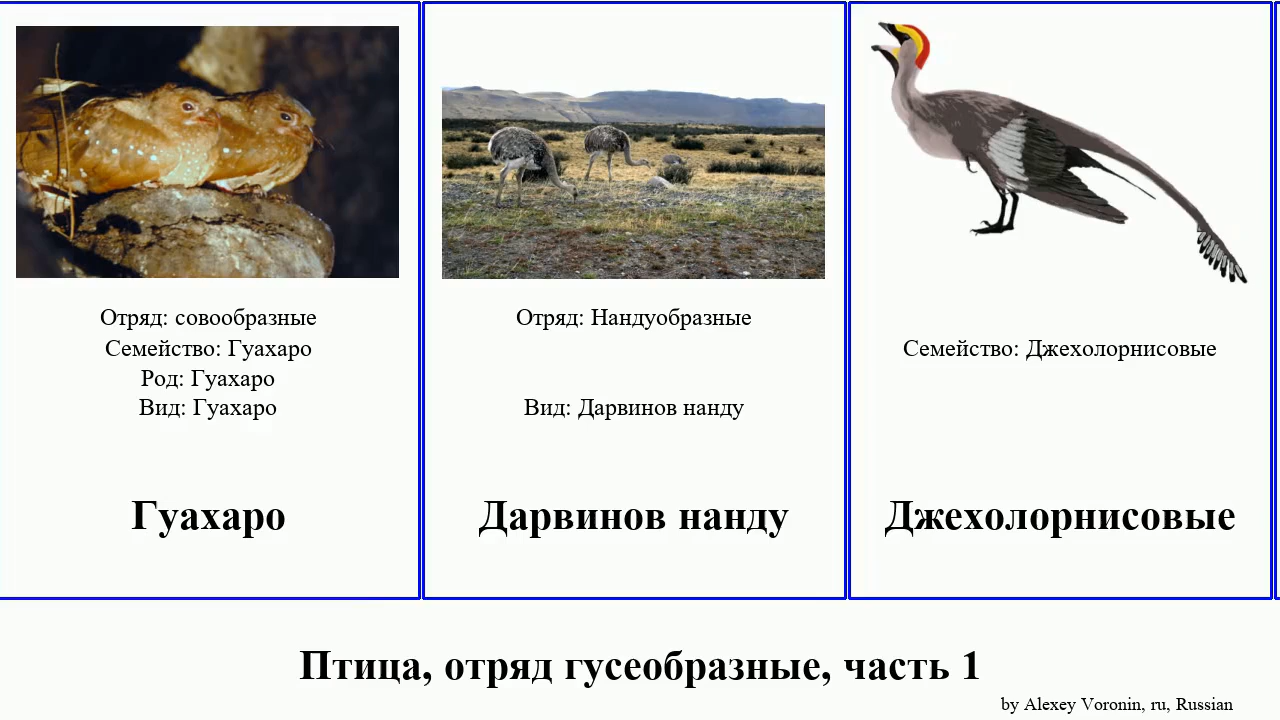 Отряд: совообразные
Семейство: Гуахаро
Род: Гуахаро
Вид: Гуахаро
Гуахаро
Отряд: Нандуобразные
Вид: Дарвинов нанду
Дарвинов нанду
Семейство: Джехолорнисовые
Джехолорнисовые
Птица, отряд гусеобразные, часть 1
by Alexey Voronin, ru, Russian